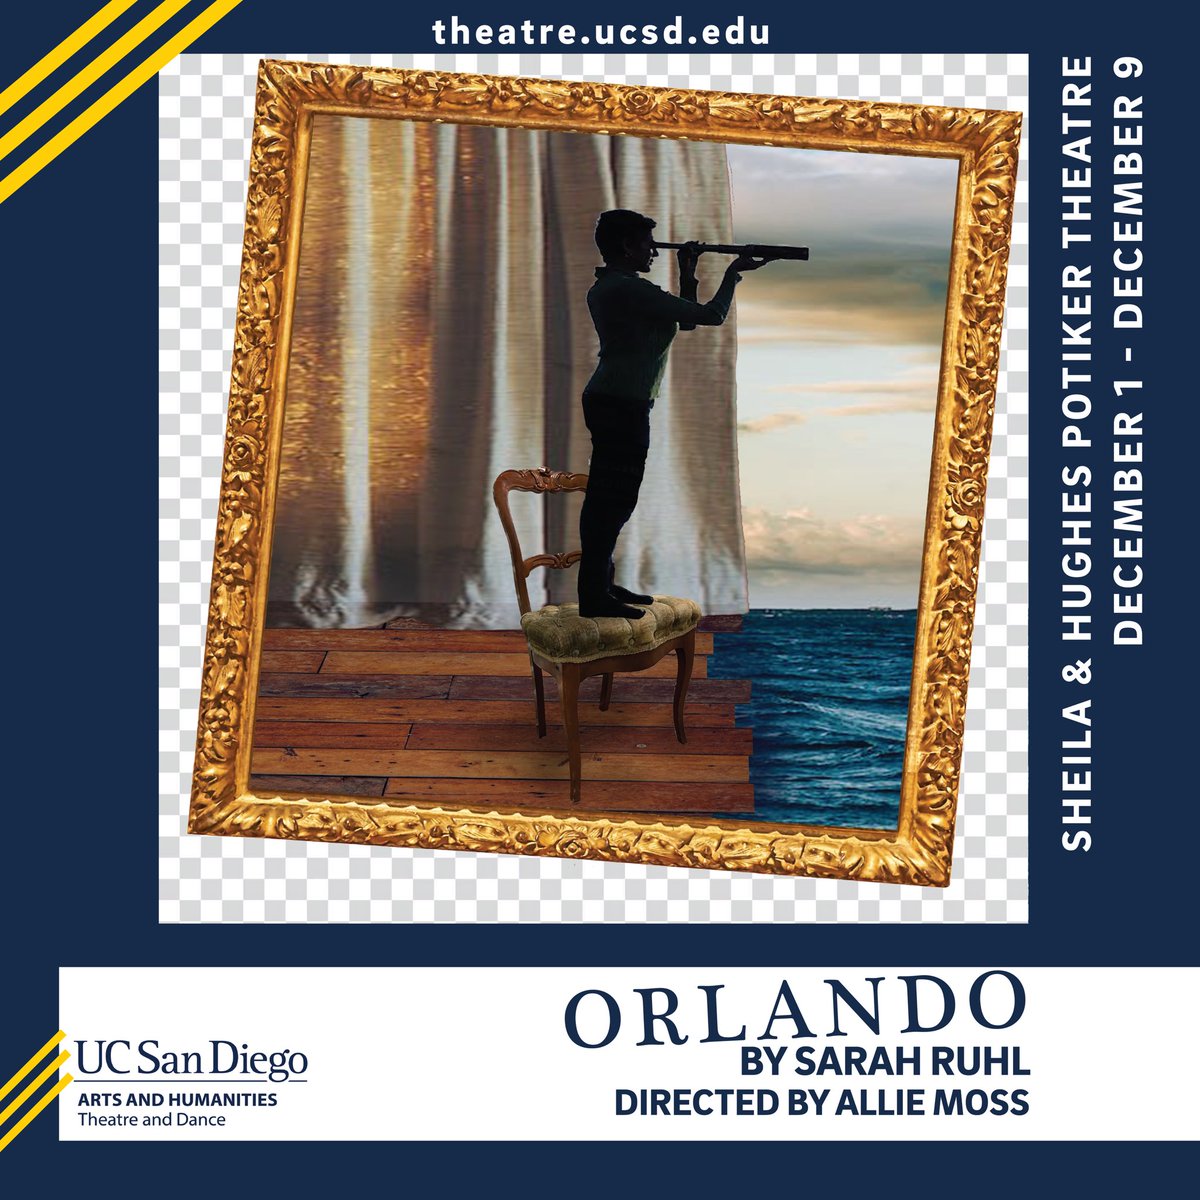 theatre.ucsd.edu
SHEILA & HUGHES POTIKER THEATRE
DECEMBER 1 - DECEMBER 9
ORLANDO
BY SARAH RUHL
DIRECTED BY ALLIE MOSS
UC San Diego
ARTS AND HUMANITIES
Theatre and Dance